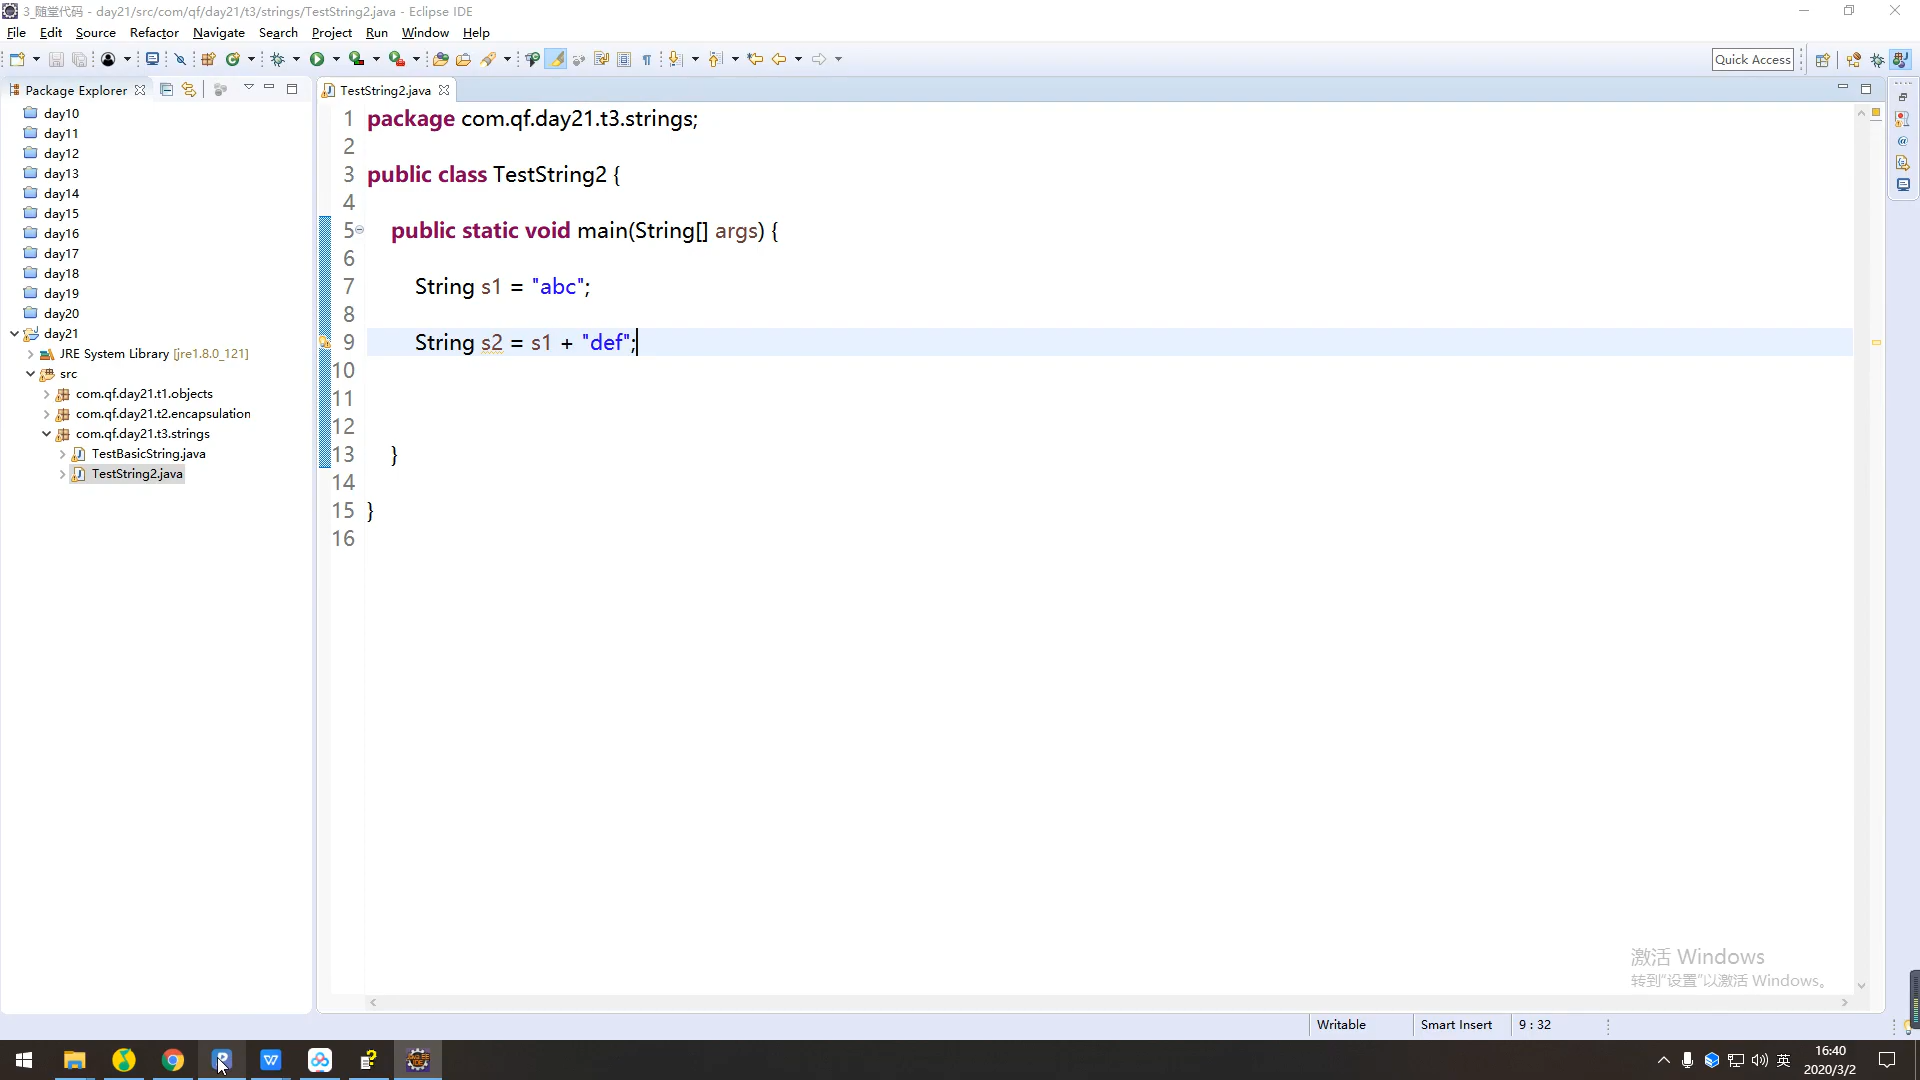 3_随堂代码 - day21/src/com/qf/day21/t3/strings/TestString2.java - Eclipse IDE
File Edit Source Refactor Navigate Search Project Run Window Help
Quick Access
Package Explorer
TestString2.java
day10
day11
day12
day13
day14
day15
day16
day17
day18
day19
day20
day21
JRE System Library [jre1.8.0_121]
src
com.qf.day21.t1.objects
com.qf.day21.t2.encapsulation
com.qf.day21.t3.strings
TestBasicString.java
TestString2.java
1 package com.qf.day21.t3.strings;
2
3 public class TestString2 {
4
5 public static void main(String[] args) {
6
7 String s1 = "abc";
8
9 String s2 = s1 + "def";
10
11
12
13 }
14
15 }
16
激活 Windows
转到“设置”以激活 Windows。
Writable Smart Insert 9 : 32
英
16:40
2020/3/2